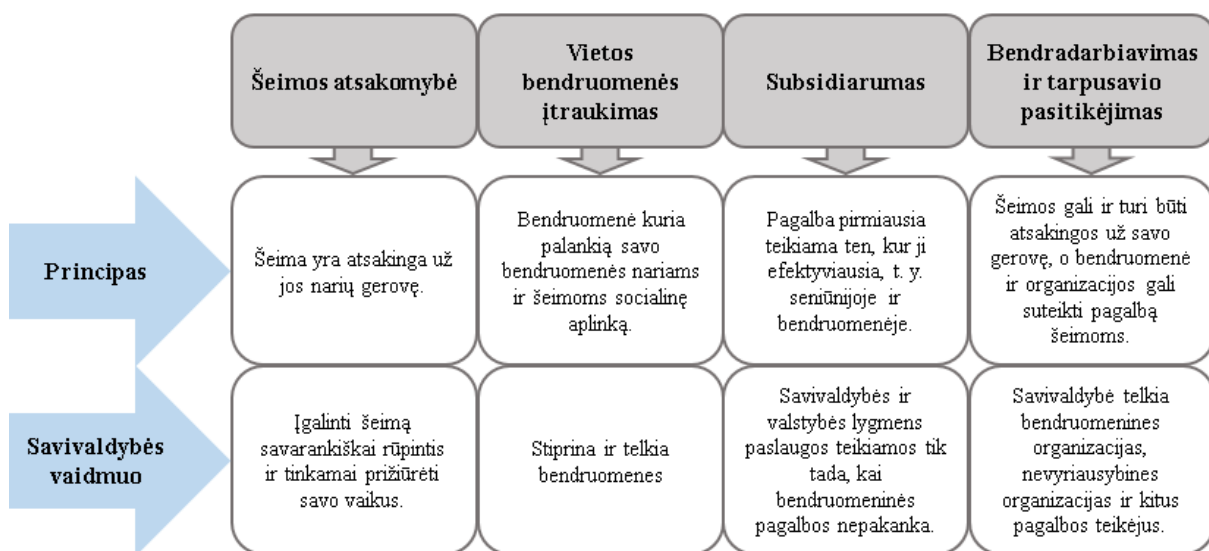 Šeimos atsakomybė
Vietos
bendruomenės
įtraukimas
Subsidiarumas
Bendradarbiavimas
ir tarpusavio
pasitikėjimas
Principas
Šeima yra atsakinga už
jos narių gerovę.
Bendruomenė kuria
palankią savo
bendruomenės nariams
ir šeimoms socialinę
aplinką.
Pagalba pirmiausia
teikiama ten, kur ji
efektyviausia, t. y.
seniūnijoje ir
bendruomenėje.
Šeimos gali ir turi būti
atsakingos už savo
gerovę, o bendruomenė
ir organizacijos gali
suteikti pagalbą
šeimoms.
Savivaldybės
vaidmuo
Įgalinti šeimą
savarankiškai rūpintis
ir tinkamai prižiūrėti
savo vaikus.
Stiprina ir telkia
bendruomenes
Savivaldybės ir
valstybės lygmens
paslaugos teikiamos tik
tada, kai
bendruomeninės
pagalbos nepakanka.
Savivaldybė telkia
bendruomenines
organizacijas,
nevyriausybines
organizacijas ir kitus
pagalbos teikėjus.